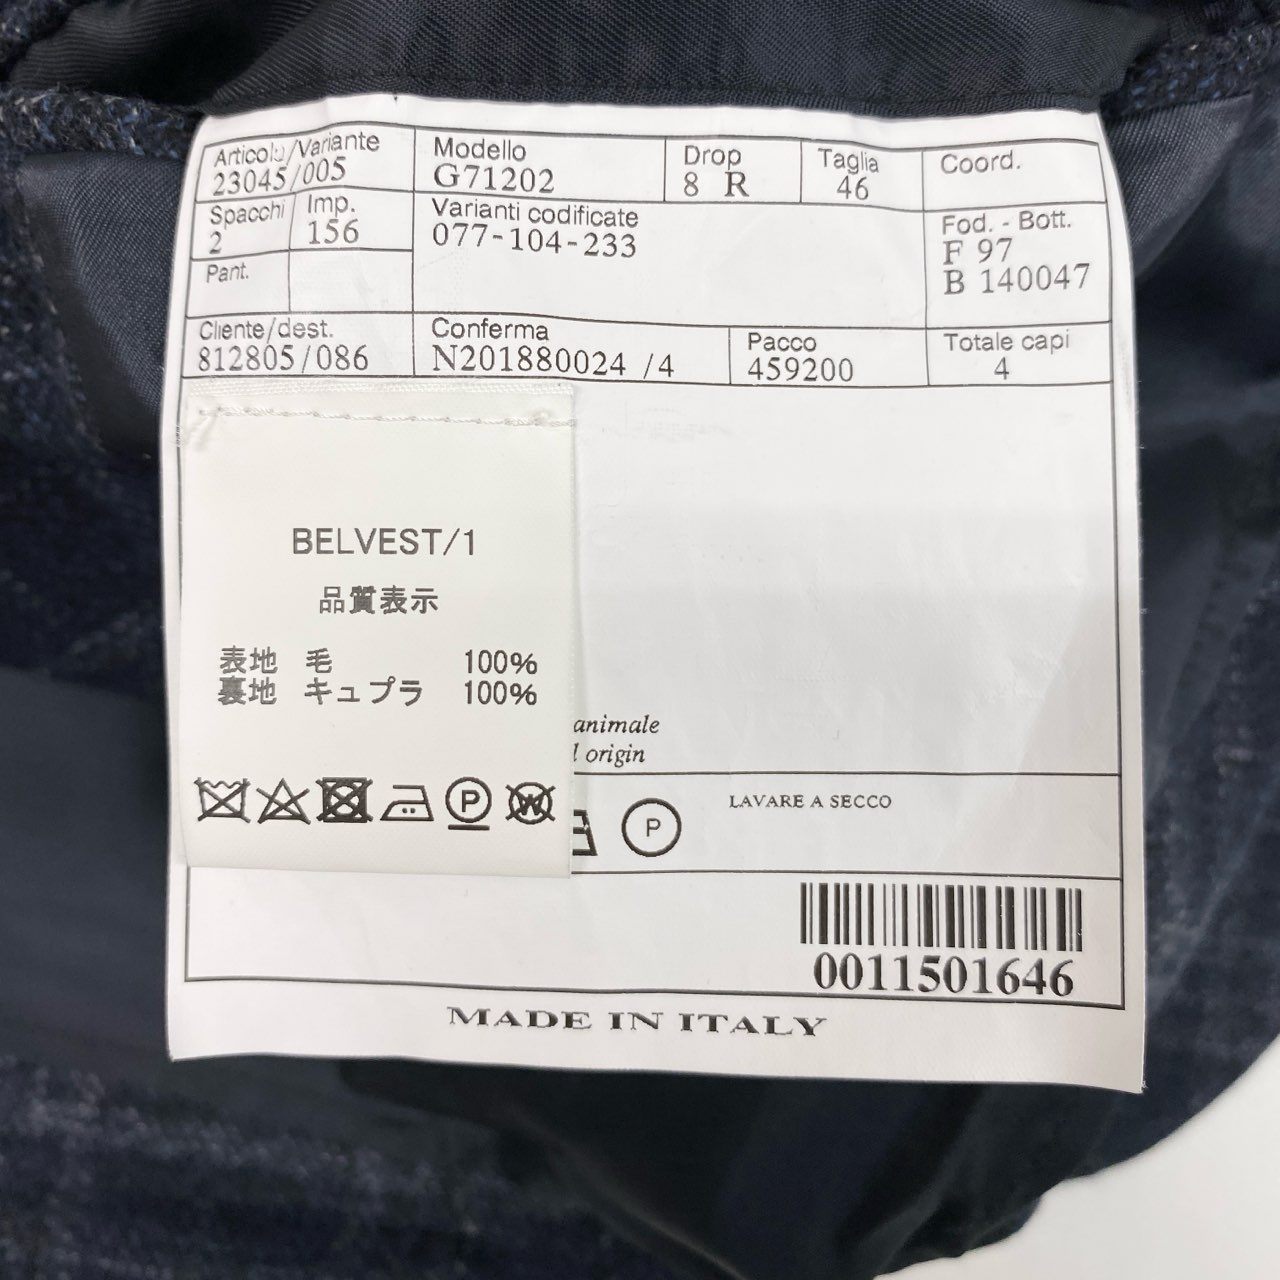 Articolo/Variante
23045/005
Modello
G71202
Drop
8 R
Taglia
46
Coord.
Spacchi
2
Imp.
156
Varianti codificate
077-104-233
Fod. - Bott.
F 97
B 140047
Pant.
Cliente/dest.
812805/086
Conferma
N201880024 /4
Pacco
459200
Totale capi
4
BELVEST/1
品質表示
表地 毛 100%
裏地 キュプラ 100%
animale
l origin
P
W
P
LAVARE A SECCO
0011501646
MADE IN ITALY